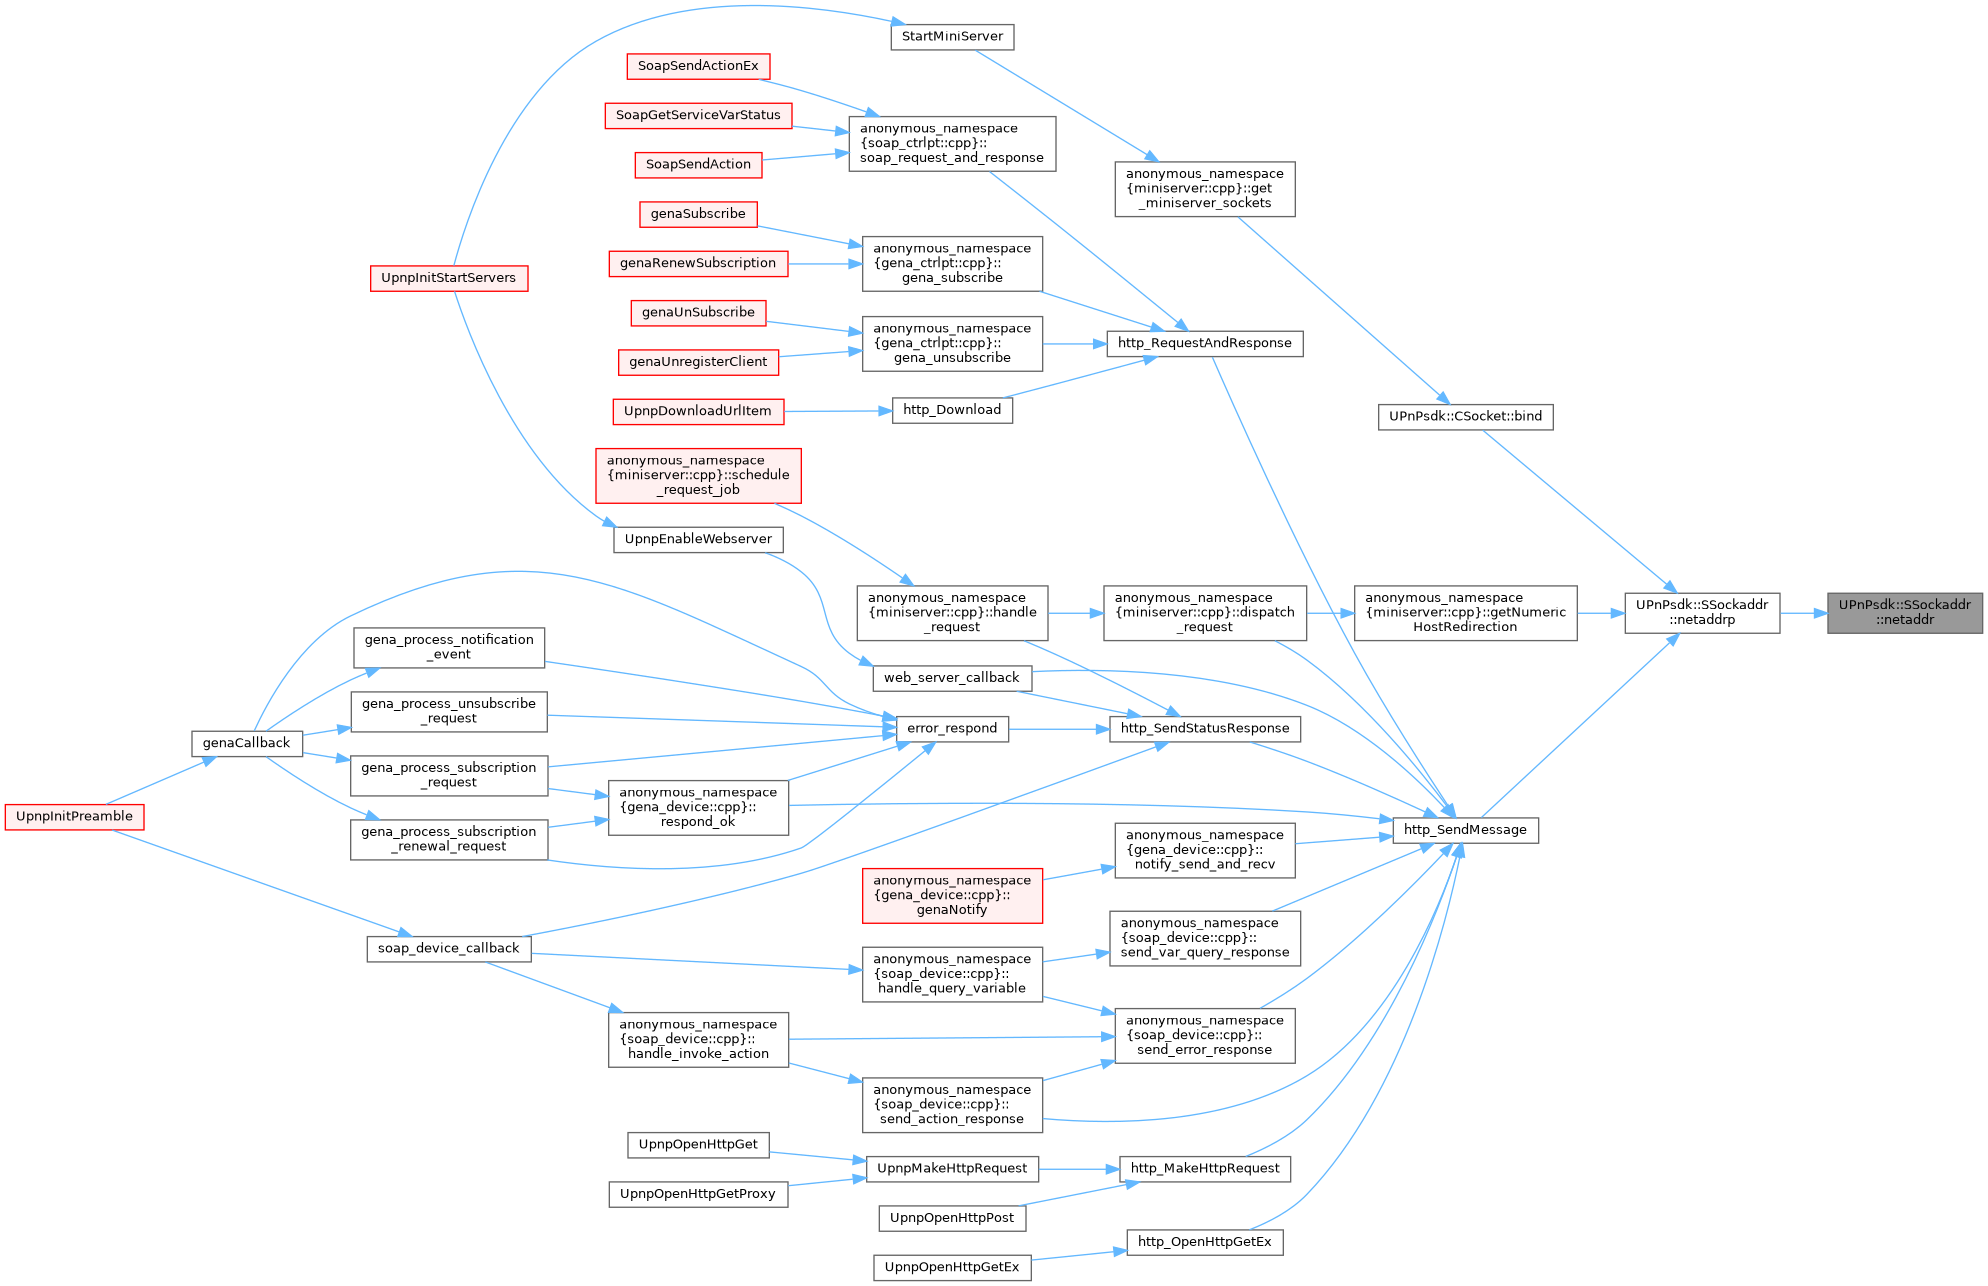 StartMiniServer
SoapSendActionEx
SoapGetServiceVarStatus
SoapSendAction
anonymous_namespace
{soap_ctrlpt::cpp}::
soap_request_and_response
anonymous_namespace
{miniserver::cpp}::get
_miniserver_sockets
genaSubscribe
genaRenewSubscription
anonymous_namespace
{gena_ctrlpt::cpp}::
gena_subscribe
UpnpInitStartServers
genaUnSubscribe
genaUnregisterClient
anonymous_namespace
{gena_ctrlpt::cpp}::
gena_unsubscribe
http_RequestAndResponse
UpnpDownloadUrlItem
http_Download
UPnPsdk::CSocket::bind
anonymous_namespace
{miniserver::cpp}::schedule
_request_job
UpnpEnableWebserver
anonymous_namespace
{miniserver::cpp}::handle
_request
anonymous_namespace
{miniserver::cpp}::dispatch
_request
anonymous_namespace
{miniserver::cpp}::getNumeric
HostRedirection
UPnPsdk::SSockaddr
::netaddrp
UPnPsdk::SSockaddr
::netaddr
gena_process_notification
_event
web_server_callback
gena_process_unsubscribe
_request
genaCallback
error_respond
http_SendStatusResponse
gena_process_subscription
_request
anonymous_namespace
{gena_device::cpp}::
respond_ok
UpnpInitPreamble
gena_process_subscription
_renewal_request
http_SendMessage
anonymous_namespace
{gena_device::cpp}::
notify_send_and_recv
anonymous_namespace
{gena_device::cpp}::
genaNotify
soap_device_callback
anonymous_namespace
{soap_device::cpp}::
send_var_query_response
anonymous_namespace
{soap_device::cpp}::
handle_query_variable
anonymous_namespace
{soap_device::cpp}::
handle_invoke_action
anonymous_namespace
{soap_device::cpp}::
send_error_response
anonymous_namespace
{soap_device::cpp}::
send_action_response
UpnpOpenHttpGet
UpnpOpenHttpGetProxy
UpnpMakeHttpRequest
http_MakeHttpRequest
UpnpOpenHttpPost
http_OpenHttpGetEx
UpnpOpenHttpGetEx